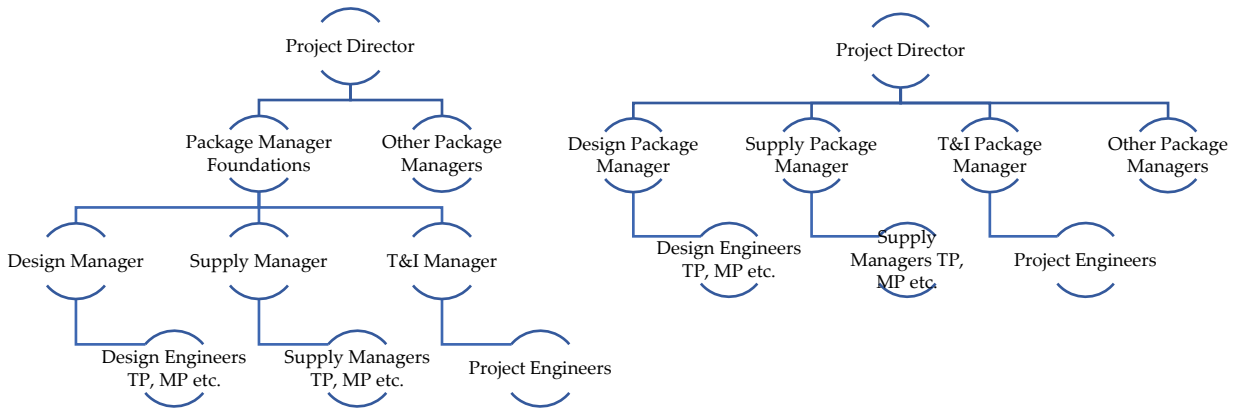 Project Director
Package Manager
Foundations
Other Package
Managers
Design Manager
Supply Manager
T&I Manager
Design Engineers
TP, MP etc.
Supply Managers
TP, MP etc.
Project Engineers
Project Director
Design Package
Manager
Supply Package
Manager
T&I Package
Manager
Other Package
Managers
Design Engineers
TP, MP etc.
Supply
Managers TP,
MP etc.
Project Engineers